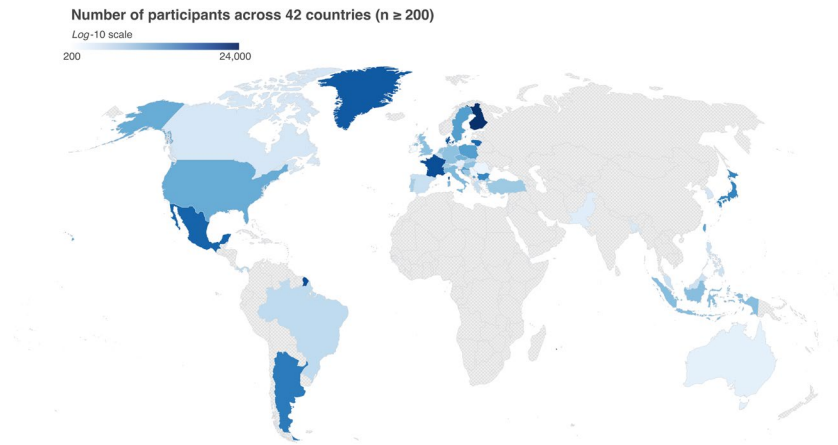 Number of participants across 42 countries (n ≥ 200)
Log-10 scale
200 24,000